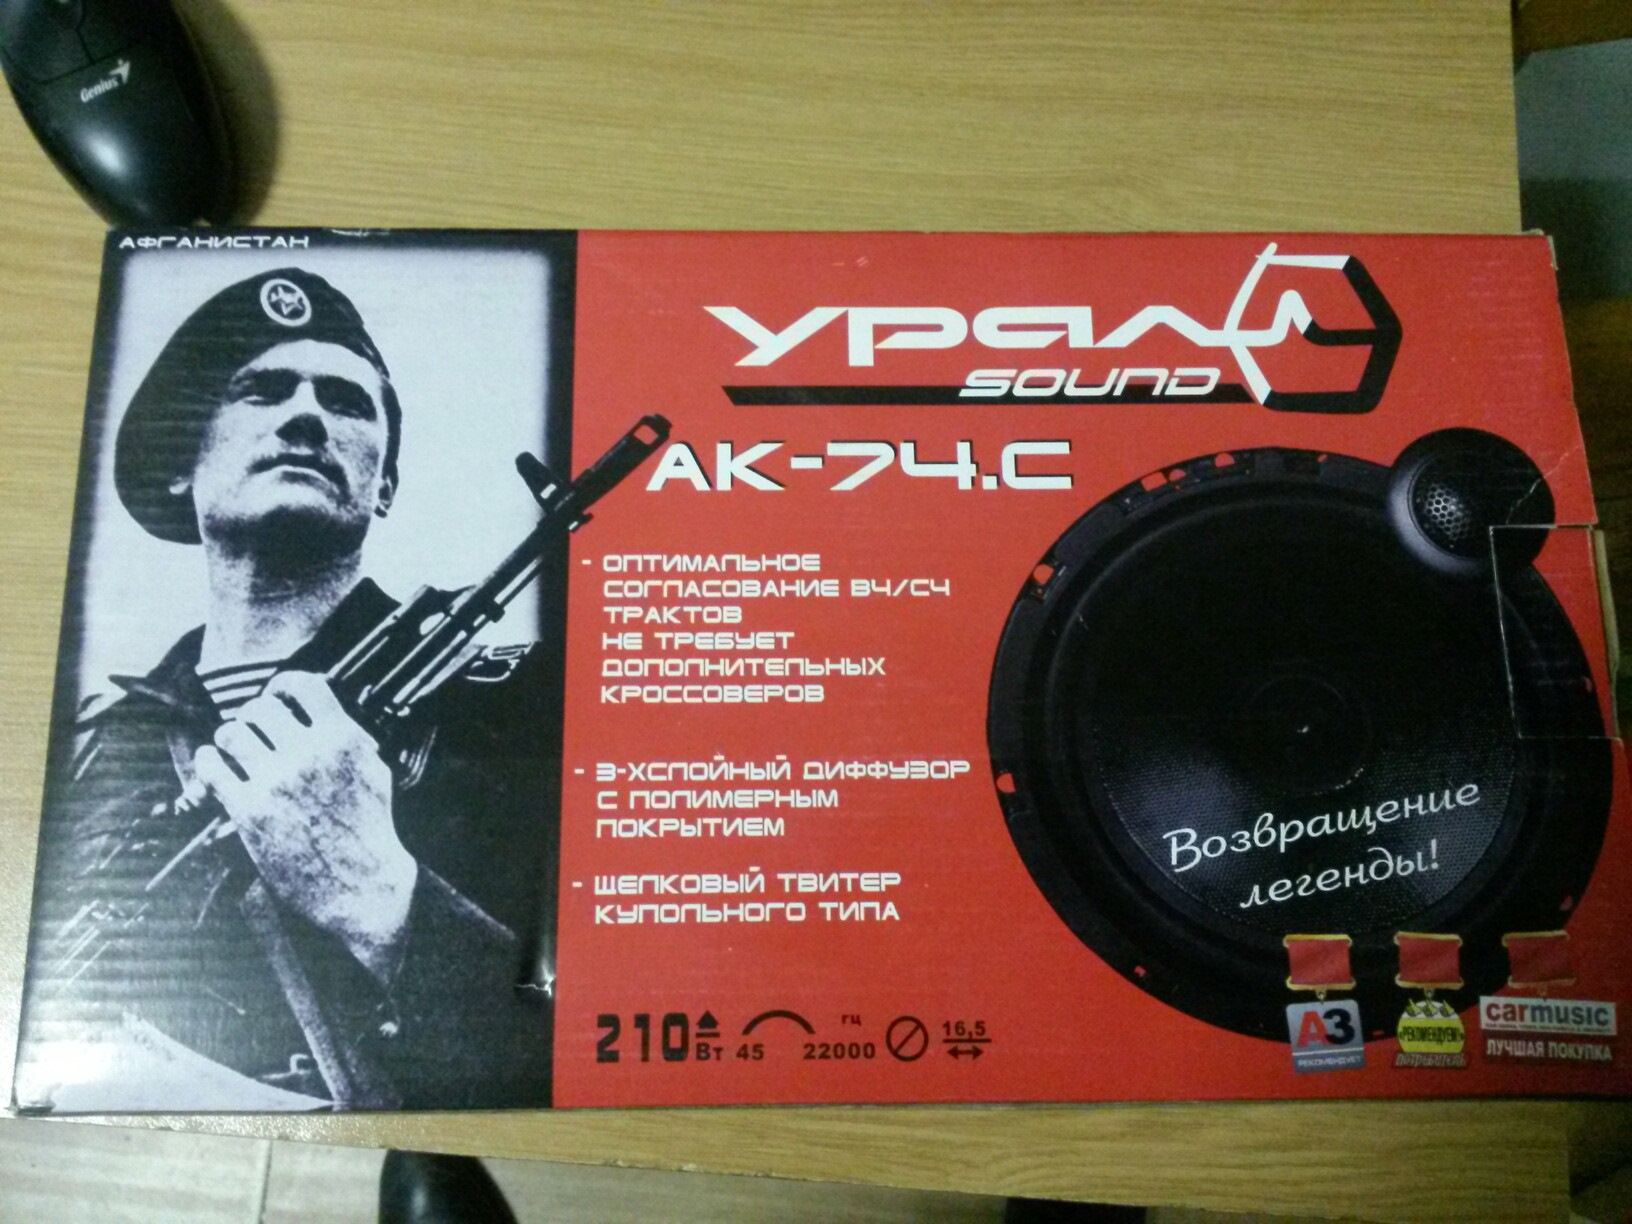 Genius
АФГАНИСТАН
УРАЛ
SOUND
АК-74.С
- ОПТИМАЛЬНОЕ
СОГЛАСОВАНИЕ ВЧ/СЧ
ТРАКТОВ
НЕ ТРЕБУЕТ
ДОПОЛНИТЕЛЬНЫХ
КРОССОВЕРОВ
- 3-ХСЛОЙНЫЙ ДИФФУЗОР
С ПОЛИМЕРНЫМ
ПОКРЫТИЕМ
- ШЕЛКОВЫЙ ТВИТЕР
КУПОЛЬНОГО ТИПА
Возвращение
легенды!
210 Вт 45 ГЦ 22000 16,5
АЗ
РЕКОМЕНДУЕТ
«РЕКОМЕНДУЕМ»
потребитель
carmusic
ЛУЧШАЯ ПОКУПКА